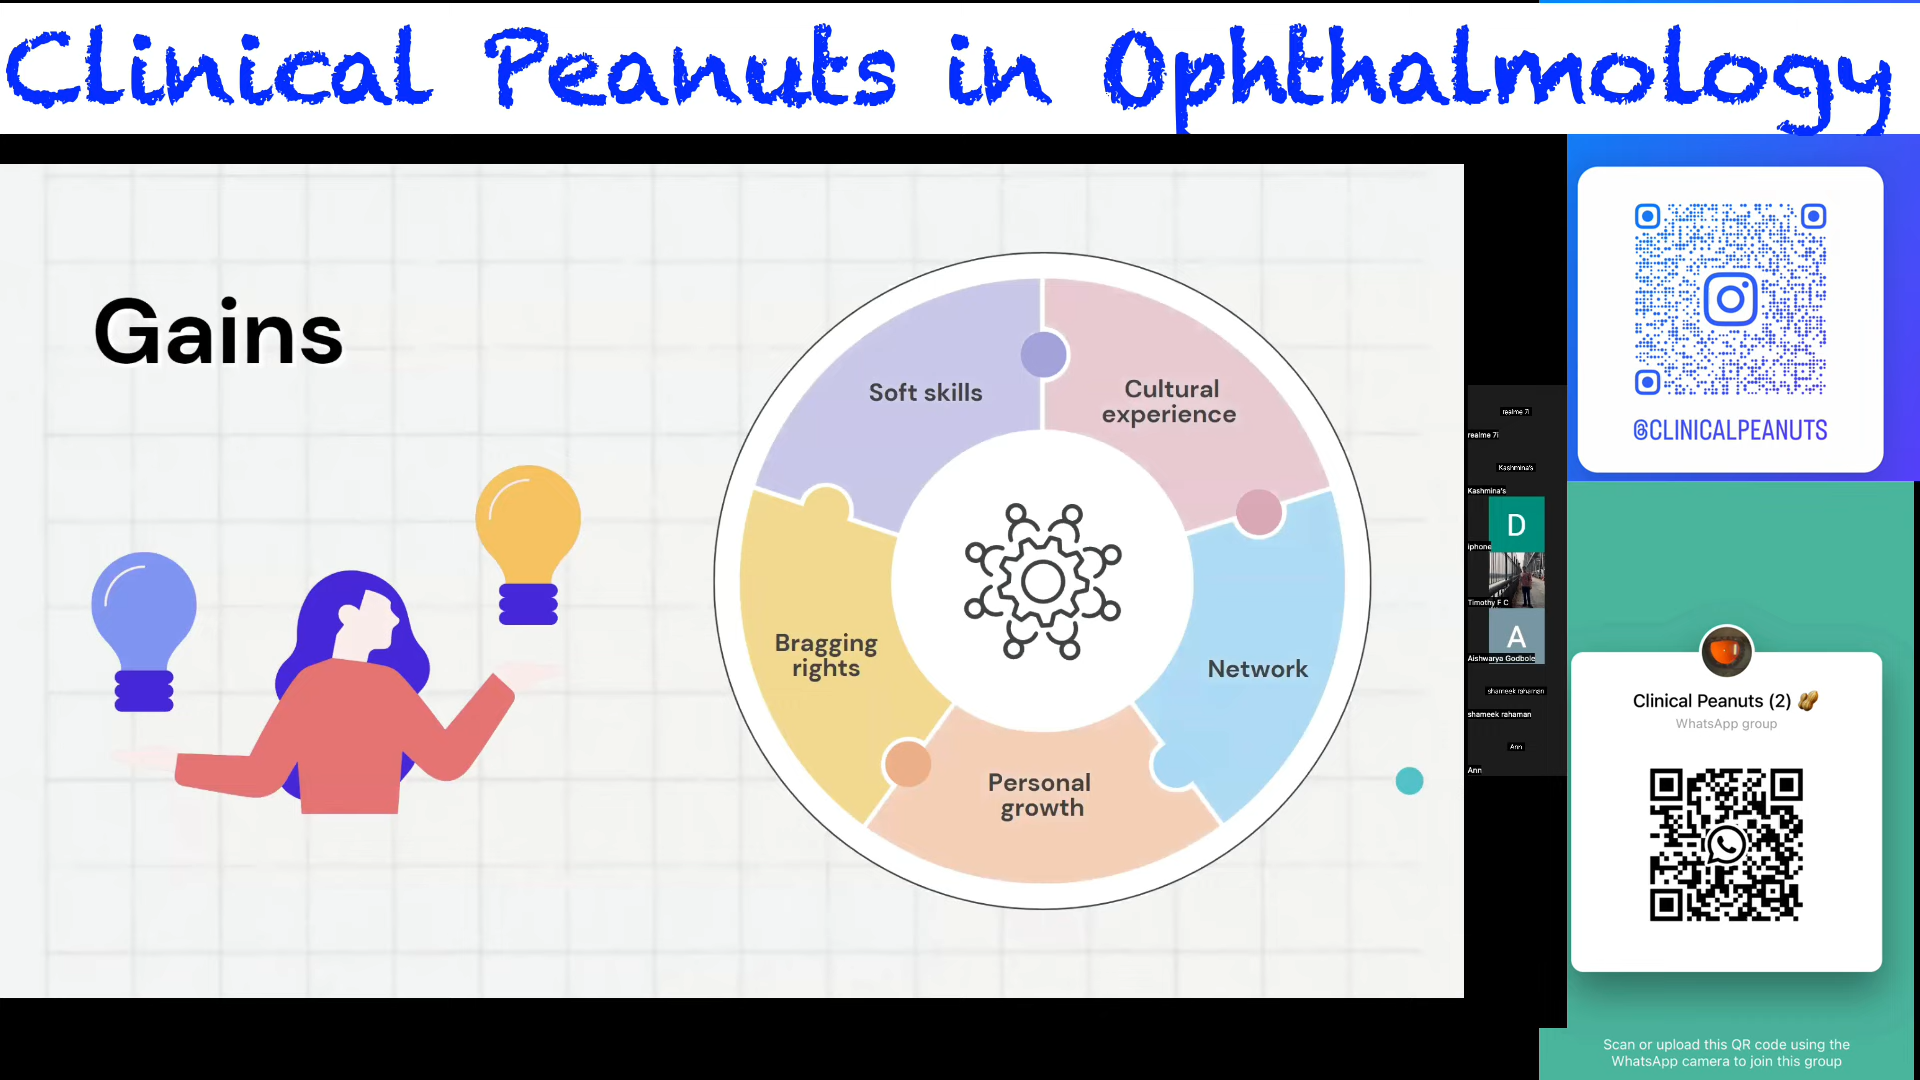 Clinical Peanuts in Ophthalmology
Gains
Soft skills
Cultural
experience
Bragging
rights
Network
Personal
growth
realme 7i
realme 7i
Kashmina's
Kashmina's
D
iphone
Timothy F C
A
Aishwarya Godbole
shameek rahaman
shameek rahaman
Ann
Ann
@CLINICALPEANUTS
Clinical Peanuts (2) 🥜
WhatsApp group
Scan or upload this QR code using the
WhatsApp camera to join this group